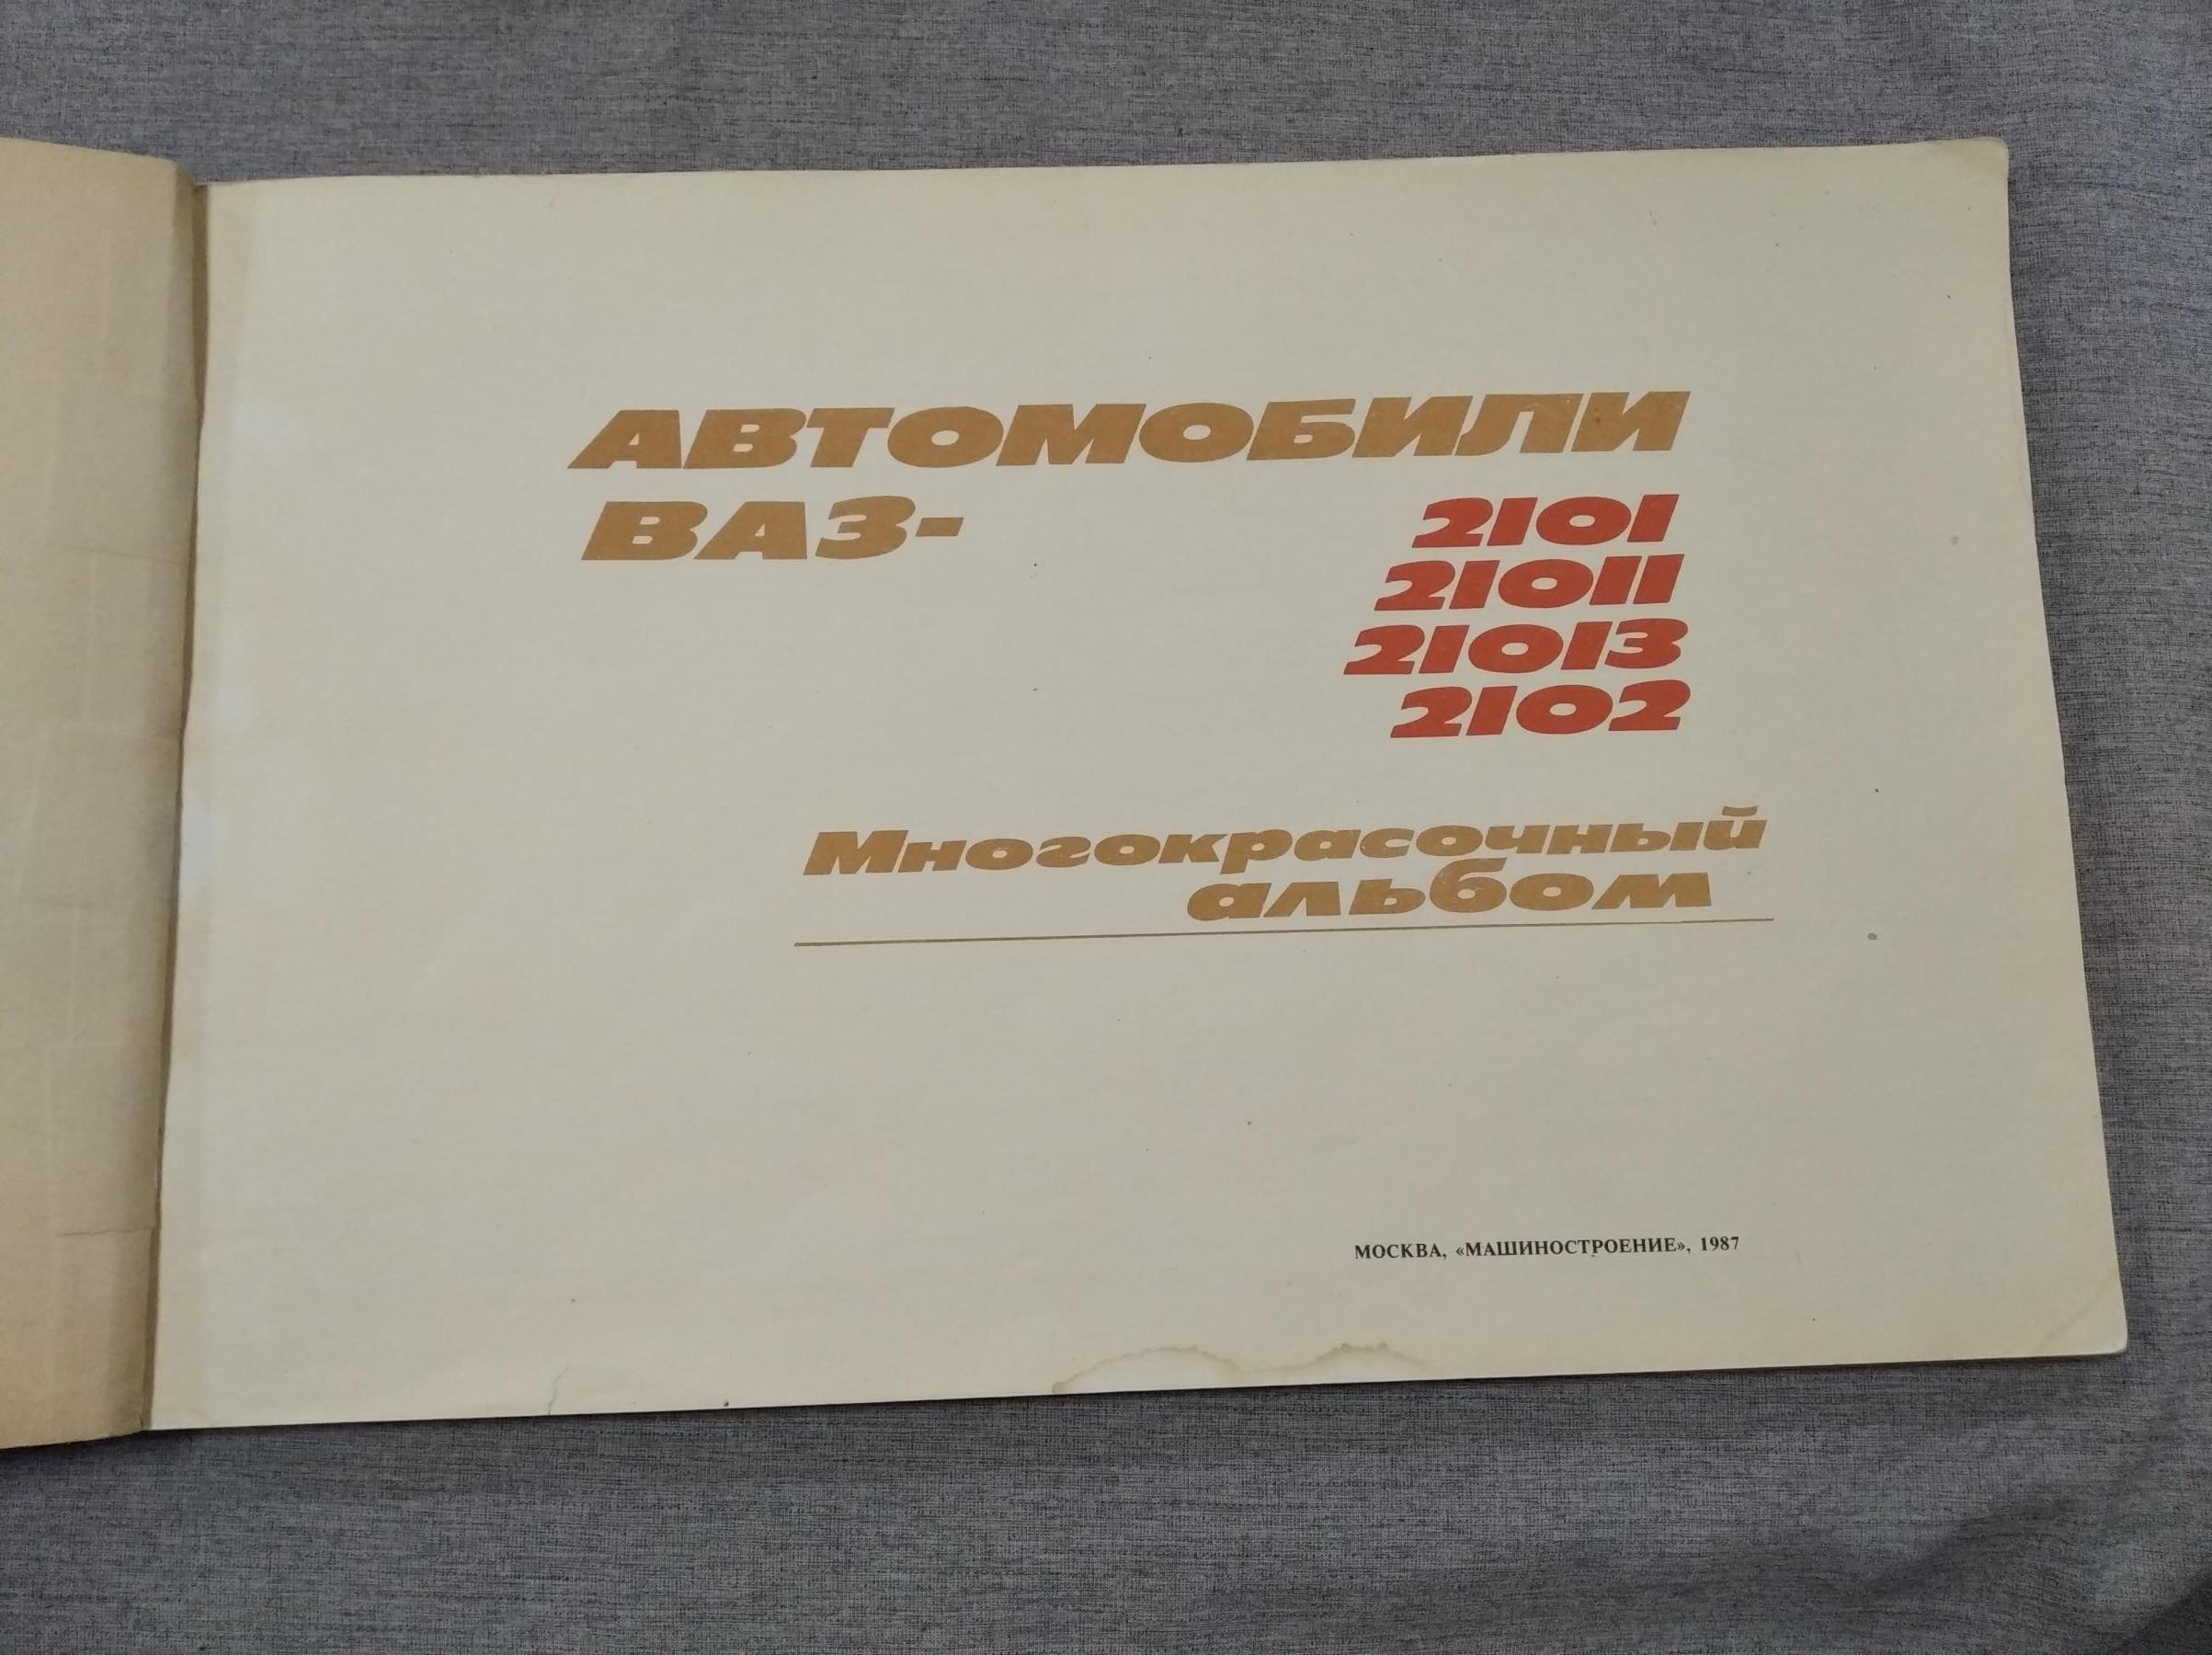 АВТОМОБИЛИ
ВАЗ- 2101
21011
21013
2102
Многокрасочный
альбом
МОСКВА, «МАШИНОСТРОЕНИЕ», 1987